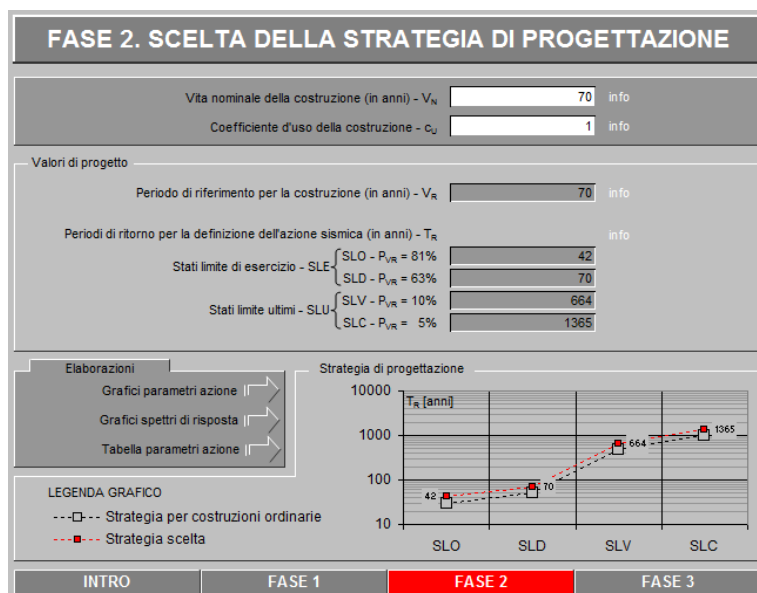 FASE 2. SCELTA DELLA STRATEGIA DI PROGETTAZIONE
Vita nominale della costruzione (in anni) - VN 70 info
Coefficiente d'uso della costruzione - cU 1 info
Valori di progetto
Periodo di riferimento per la costruzione (in anni) - VR 70 info
Periodi di ritorno per la definizione dell'azione sismica (in anni) - TR info
Stati limite di esercizio - SLE
SLO - PVR = 81% 42
SLD - PVR = 63% 70
Stati limite ultimi - SLU
SLV - PVR = 10% 664
SLC - PVR = 5% 1365
Elaborazioni
Grafici parametri azione
Grafici spettri di risposta
Tabella parametri azione
LEGENDA GRAFICO
Strategia per costruzioni ordinarie
Strategia scelta
Strategia di progettazione
TR [anni]
10000
1000
100
10
42
70
664
1365
SLO SLD SLV SLC
INTRO FASE 1 FASE 2 FASE 3